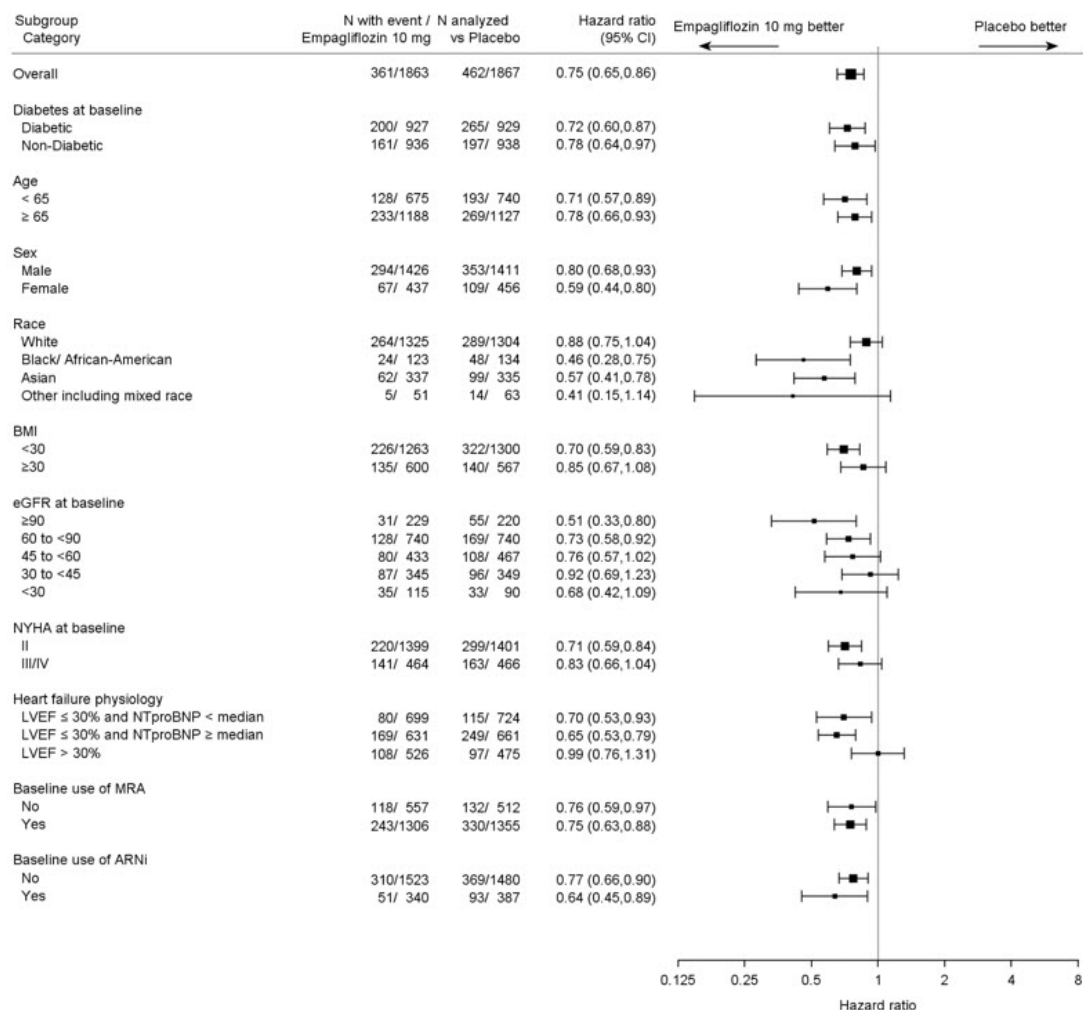 Subgroup N with event / N analyzed Hazard ratio Empagliflozin 10 mg better Placebo better
Category Empagliflozin 10 mg vs Placebo (95% CI)
Overall 361/1863 462/1867 0.75 (0.65,0.86)
Diabetes at baseline
Diabetic 200/ 927 265/ 929 0.72 (0.60,0.87)
Non-Diabetic 161/ 936 197/ 938 0.78 (0.64,0.97)
Age
< 65 128/ 675 193/ 740 0.71 (0.57,0.89)
≥ 65 233/1188 269/1127 0.78 (0.66,0.93)
Sex
Male 294/1426 353/1411 0.80 (0.68,0.93)
Female 67/ 437 109/ 456 0.59 (0.44,0.80)
Race
White 264/1325 289/1304 0.88 (0.75,1.04)
Black/ African-American 24/ 123 48/ 134 0.46 (0.28,0.75)
Asian 62/ 337 99/ 335 0.57 (0.41,0.78)
Other including mixed race 5/ 51 14/ 63 0.41 (0.15,1.14)
BMI
<30 226/1263 322/1300 0.70 (0.59,0.83)
≥30 135/ 600 140/ 567 0.85 (0.67,1.08)
eGFR at baseline
≥90 31/ 229 55/ 220 0.51 (0.33,0.80)
60 to <90 128/ 740 169/ 740 0.73 (0.58,0.92)
45 to <60 80/ 433 108/ 467 0.76 (0.57,1.02)
30 to <45 87/ 345 96/ 349 0.92 (0.69,1.23)
<30 35/ 115 33/ 90 0.68 (0.42,1.09)
NYHA at baseline
II 220/1399 299/1401 0.71 (0.59,0.84)
III/IV 141/ 464 163/ 466 0.83 (0.66,1.04)
Heart failure physiology
LVEF ≤ 30% and NTproBNP < median 80/ 699 115/ 724 0.70 (0.53,0.93)
LVEF ≤ 30% and NTproBNP ≥ median 169/ 631 249/ 661 0.65 (0.53,0.79)
LVEF > 30% 108/ 526 97/ 475 0.99 (0.76,1.31)
Baseline use of MRA
No 118/ 557 132/ 512 0.76 (0.59,0.97)
Yes 243/1306 330/1355 0.75 (0.63,0.88)
Baseline use of ARNi
No 310/1523 369/1480 0.77 (0.66,0.90)
Yes 51/ 340 93/ 387 0.64 (0.45,0.89)
0.125 0.25 0.5 1 2 4 8
Hazard ratio